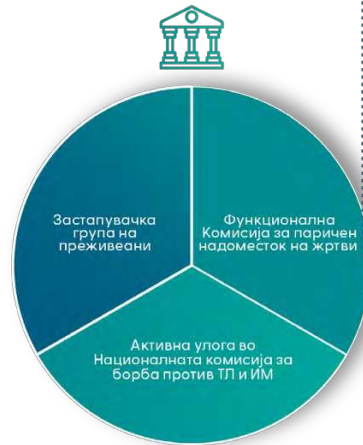 Застапувачка
група на
преживеани
Функционална
Комисија за паричен
надоместок на жртви
Активна улога во
Националната комисија за
борба против ТЛ и ИМ